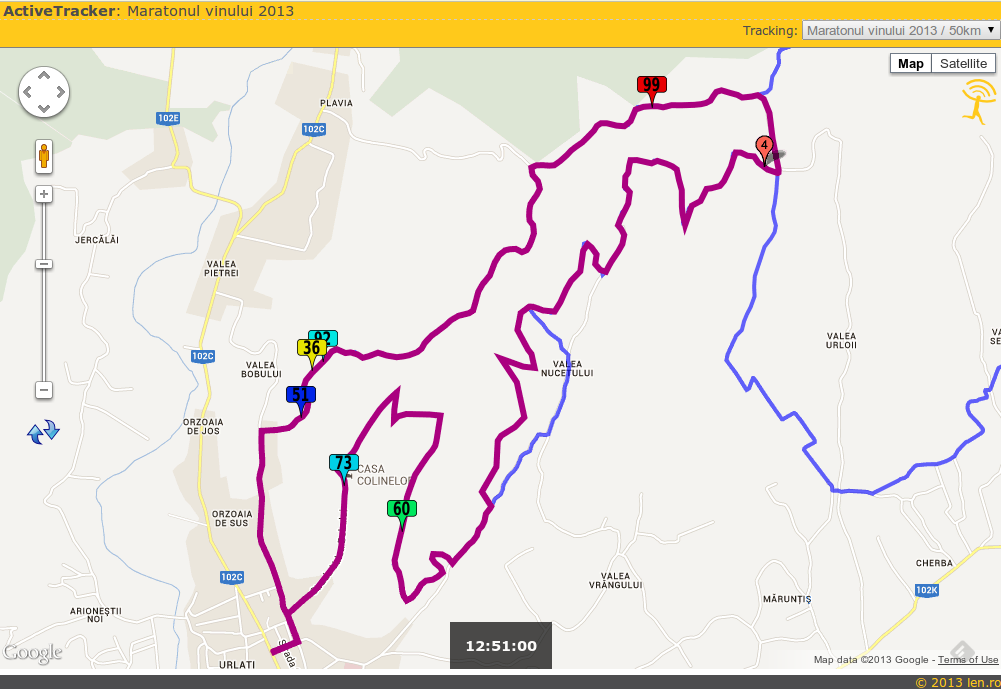 ActiveTracker: Maratonul vinului 2013
Tracking: Maratonul vinului 2013 / 50km
Map Satellite
PLAVIA
102E
102C
99
4
JERCĂLĂI
VALEA
PIETREI
92
36
102C
VALEA
BOBULUI
51
VALEA
NUCETULUI
VALEA
URLOII
ORZOAIA
DE JOS
73
CASA
COLINELOR
60
ORZOAIA
DE SUS
102C
VALEA
VRÂNGULUI
CHERBA
102K
MĂRUNȚIȘ
ARIONEȘTII
NOI
12:51:00
Google
URLATI
Strada
Map data ©2013 Google - Terms of Use
© 2013 len.ro